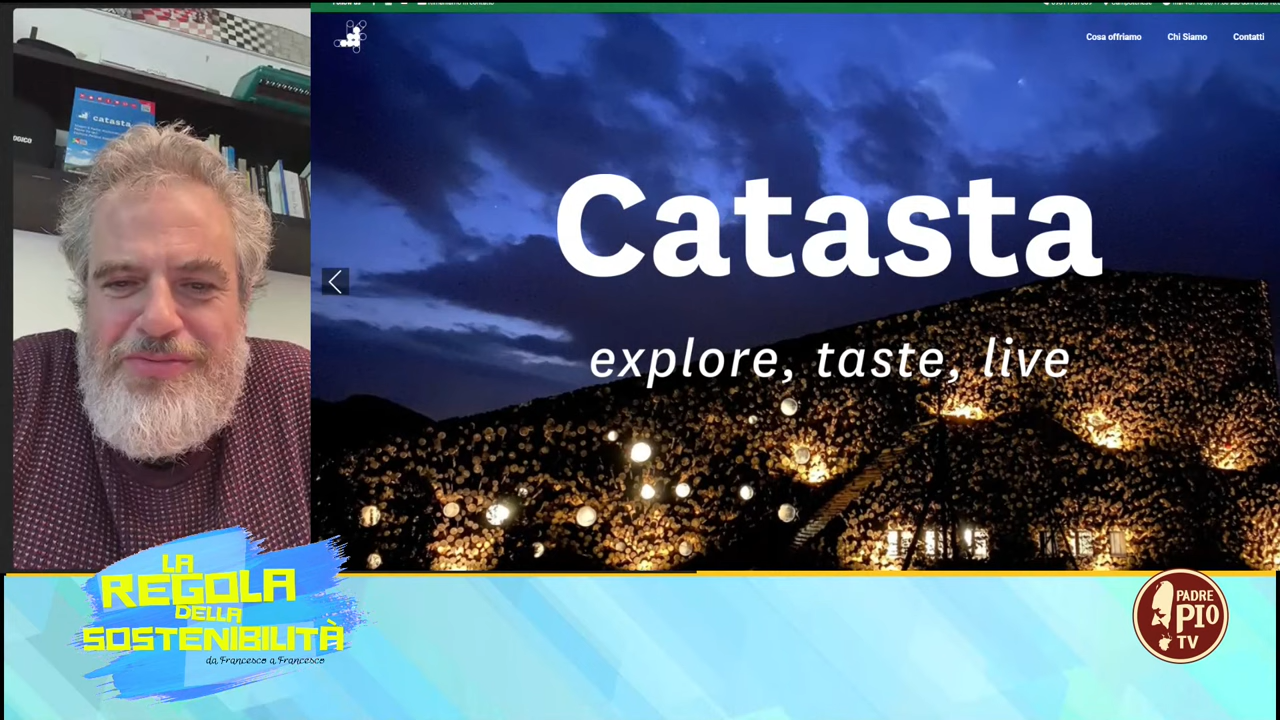 Cosa offriamo
Chi Siamo
Contatti
catasta
Catasta
explore, taste, live
LA
REGOLA
DELLA
SOSTENIBILITÀ
da Francesco a Francesco
PADRE
PIO
TV